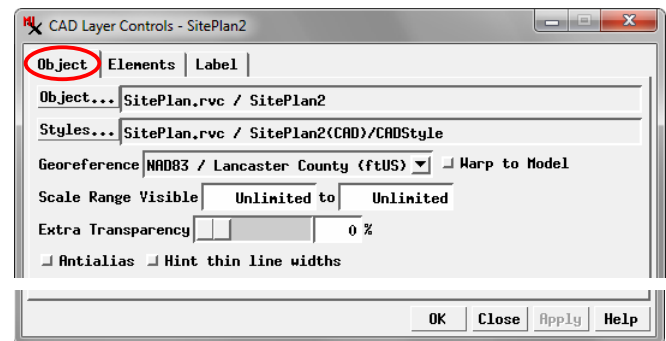 CAD Layer Controls - SitePlan2
Object Elements Label
Object... SitePlan.rvc / SitePlan2
Styles... SitePlan.rvc / SitePlan2(CAD)/CADStyle
Georeference NAD83 / Lancaster County (ftUS) Warp to Model
Scale Range Visible Unlimited to Unlimited
Extra Transparency 0 %
Antialias Hint thin line widths
OK Close Apply Help